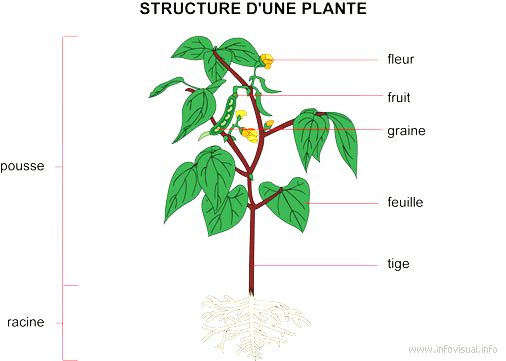 STRUCTURE D'UNE PLANTE
fleur
fruit
graine
pousse
feuille
tige
racine
www.infovisual.info